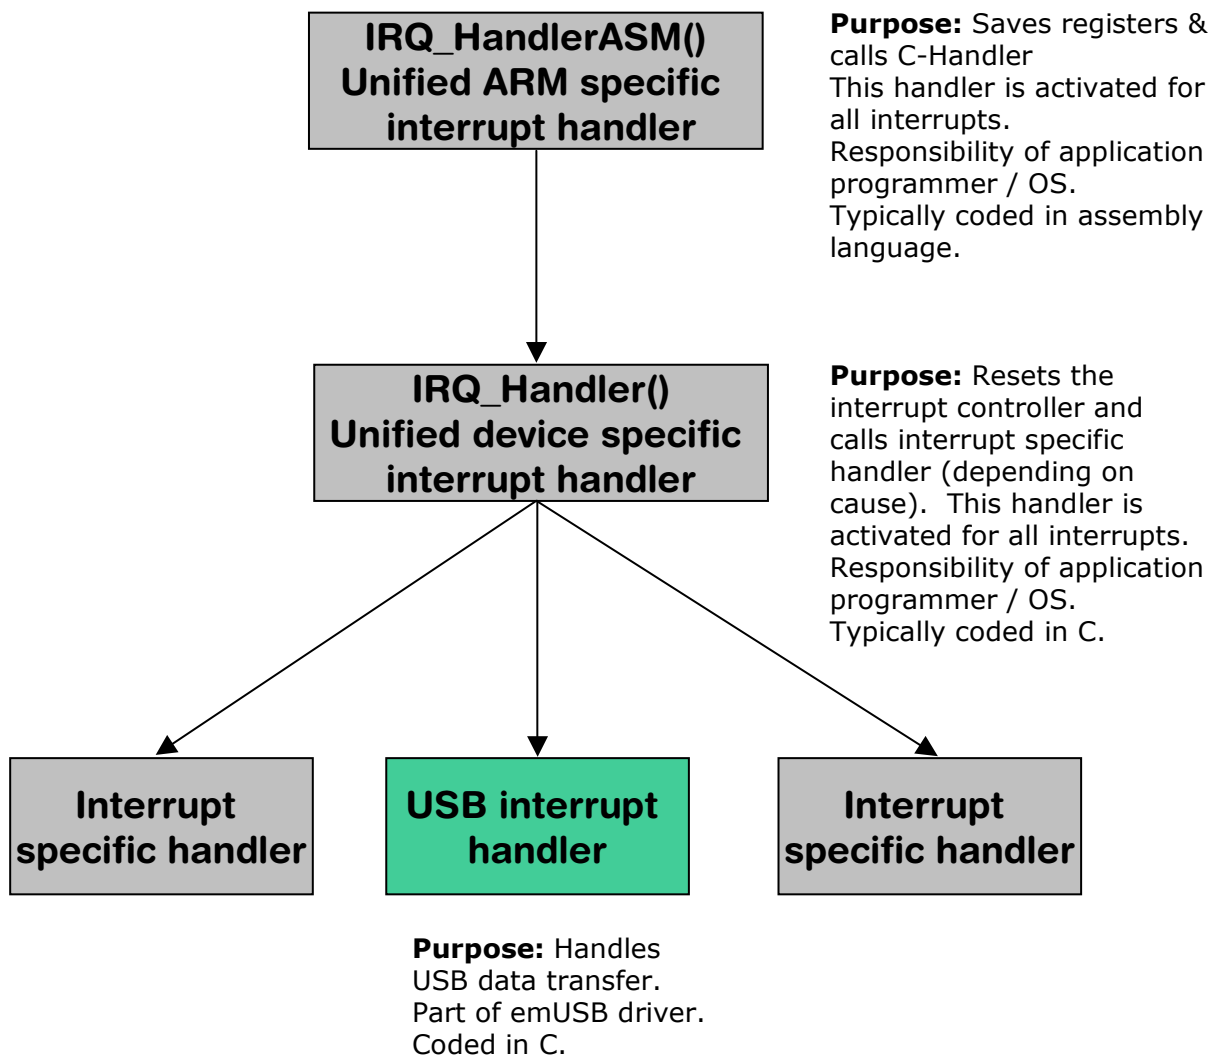 IRQ_HandlerASM()
Unified ARM specific
interrupt handler
Purpose: Saves registers &
calls C-Handler
This handler is activated for
all interrupts.
Responsibility of application
programmer / OS.
Typically coded in assembly
language.
IRQ_Handler()
Unified device specific
interrupt handler
Purpose: Resets the
interrupt controller and
calls interrupt specific
handler (depending on
cause).  This handler is
activated for all interrupts.
Responsibility of application
programmer / OS.
Typically coded in C.
Interrupt
specific handler
USB interrupt
handler
Interrupt
specific handler
Purpose: Handles
USB data transfer.
Part of emUSB driver.
Coded in C.